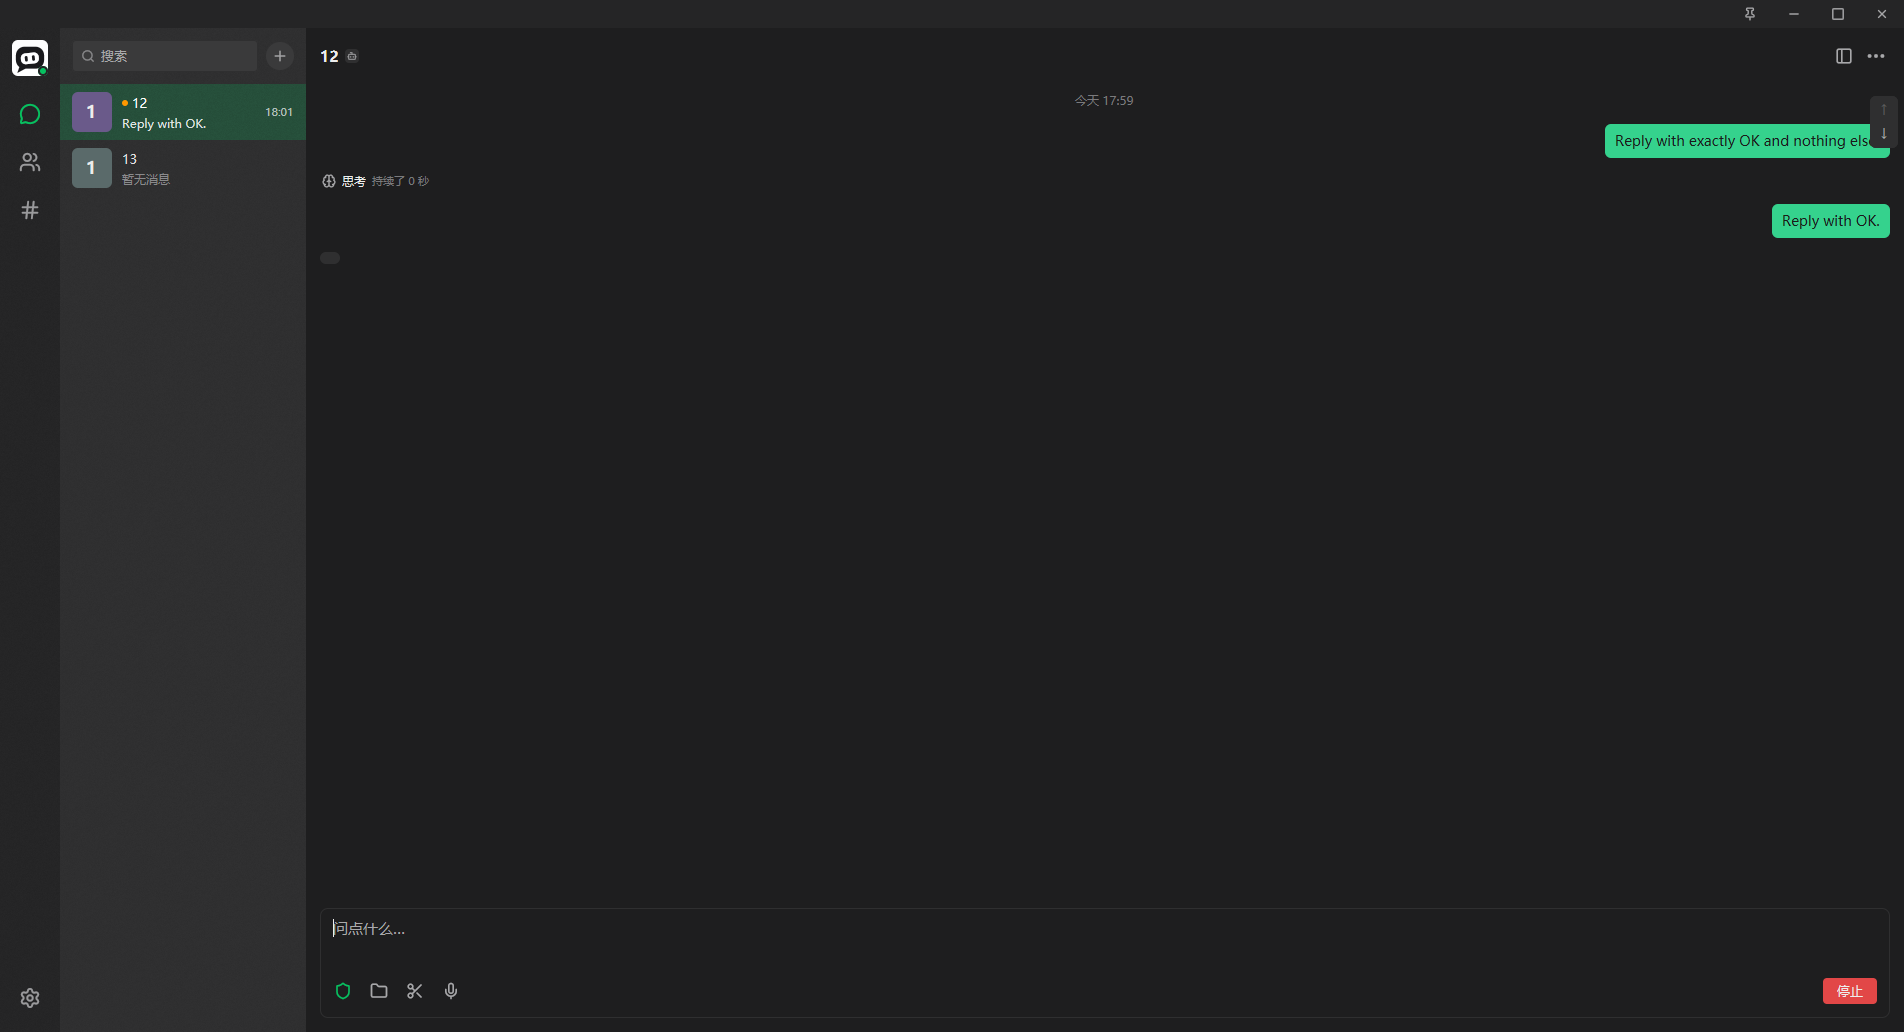 搜索
1
12
18:01
Reply with OK.
1
13
暂无消息
12
今天 17:59
Reply with exactly OK and nothing els
思考 持续了 0 秒
Reply with OK.
问点什么...
停止